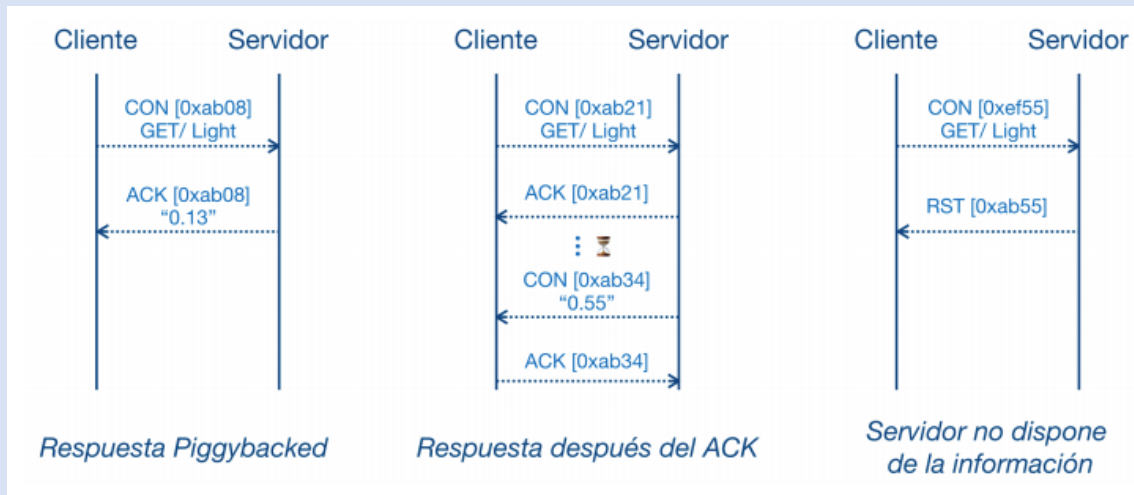 Cliente
Servidor
CON [0xab08]
GET/ Light
ACK [0xab08]
“0.13”
Respuesta Piggybacked
Cliente
Servidor
CON [0xab21]
GET/ Light
ACK [0xab21]
CON [0xab34]
“0.55”
ACK [0xab34]
Respuesta después del ACK
Cliente
Servidor
CON [0xef55]
GET/ Light
RST [0xab55]
Servidor no dispone
de la información